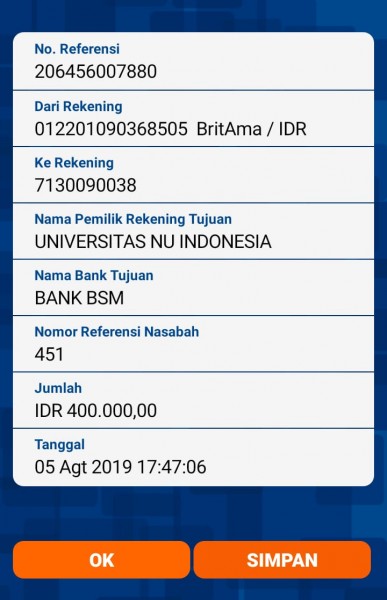 No. Referensi
206456007880
Dari Rekening
012201090368505 BritAma / IDR
Ke Rekening
7130090038
Nama Pemilik Rekening Tujuan
UNIVERSITAS NU INDONESIA
Nama Bank Tujuan
BANK BSM
Nomor Referensi Nasabah
451
Jumlah
IDR 400.000,00
Tanggal
05 Agt 2019 17:47:06
OK
SIMPAN